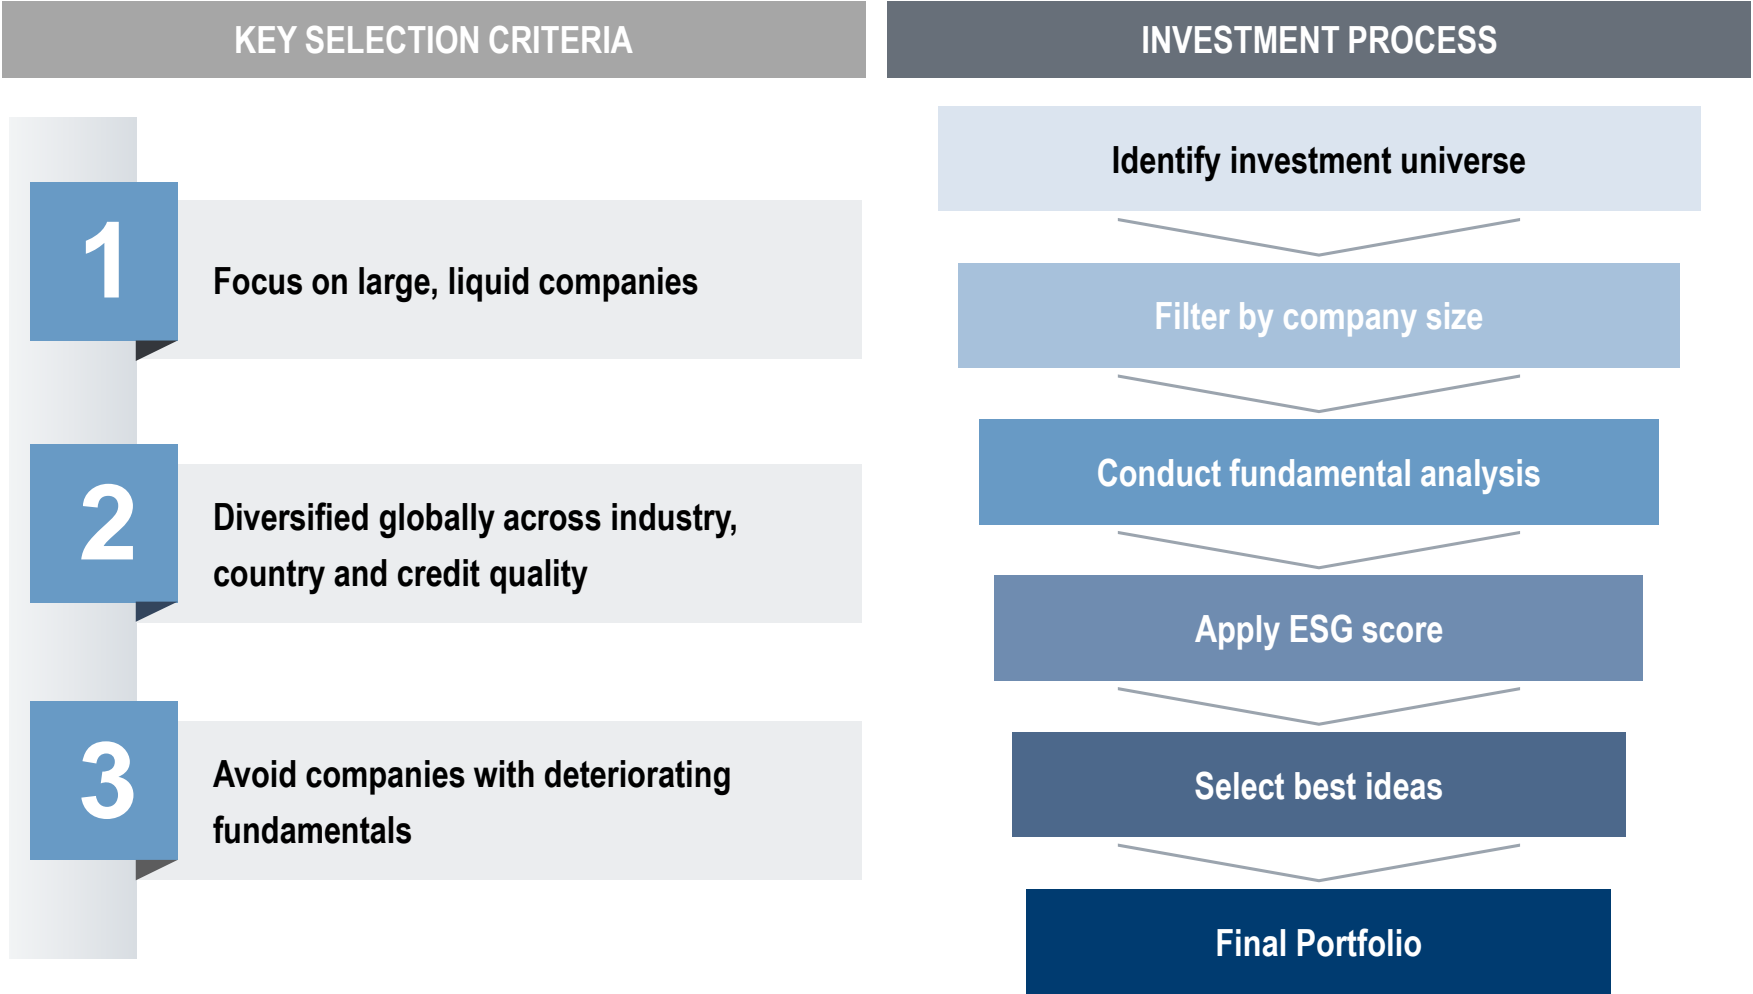 KEY SELECTION CRITERIA
1
Focus on large, liquid companies
2
Diversified globally across industry,
country and credit quality
3
Avoid companies with deteriorating
fundamentals
INVESTMENT PROCESS
Identify investment universe
Filter by company size
Conduct fundamental analysis
Apply ESG score
Select best ideas
Final Portfolio